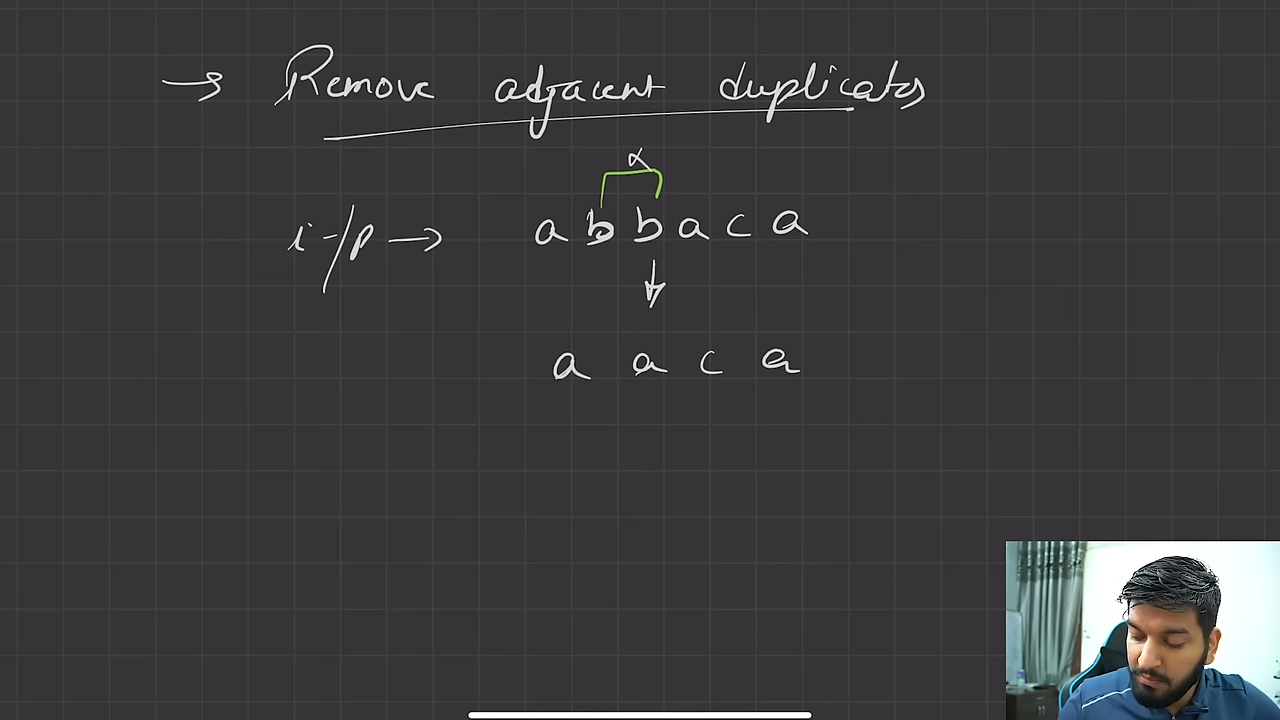 → Remove adjacent duplicates
α
i/p → a b b a c a
↓
a a c a